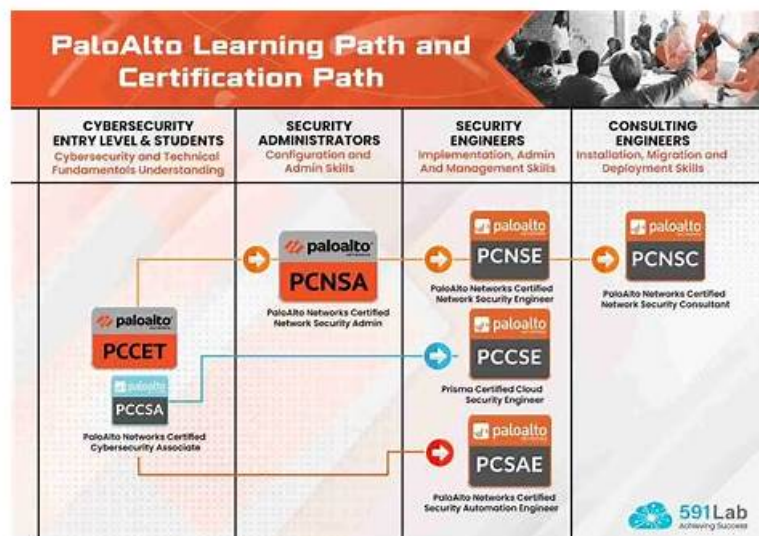 PaloAlto Learning Path and
Certification Path
CYBERSECURITY
ENTRY LEVEL & STUDENTS
Cybersecurity and Technical
Fundamentals Understanding
SECURITY
ADMINISTRATORS
Configuration and
Admin Skills
SECURITY
ENGINEERS
Implementation, Admin
And Management Skills
CONSULTING
ENGINEERS
Installation, Migration and
Deployment Skills
paloalto
PCCET
paloalto
PCCSA
PaloAlto Networks Certified
Cybersecurity Associate
paloalto
PCNSA
PaloAlto Networks Certified
Network Security Admin
paloalto
PCNSE
PaloAlto Networks Certified
Network Security Engineer
paloalto
PCCSE
Prisma Certified Cloud
Security Engineer
paloalto
PCSAE
PaloAlto Networks Certified
Security Automation Engineer
paloalto
PCNSC
PaloAlto Networks Certified
Network Security Consultant
591Lab
Achieving Success